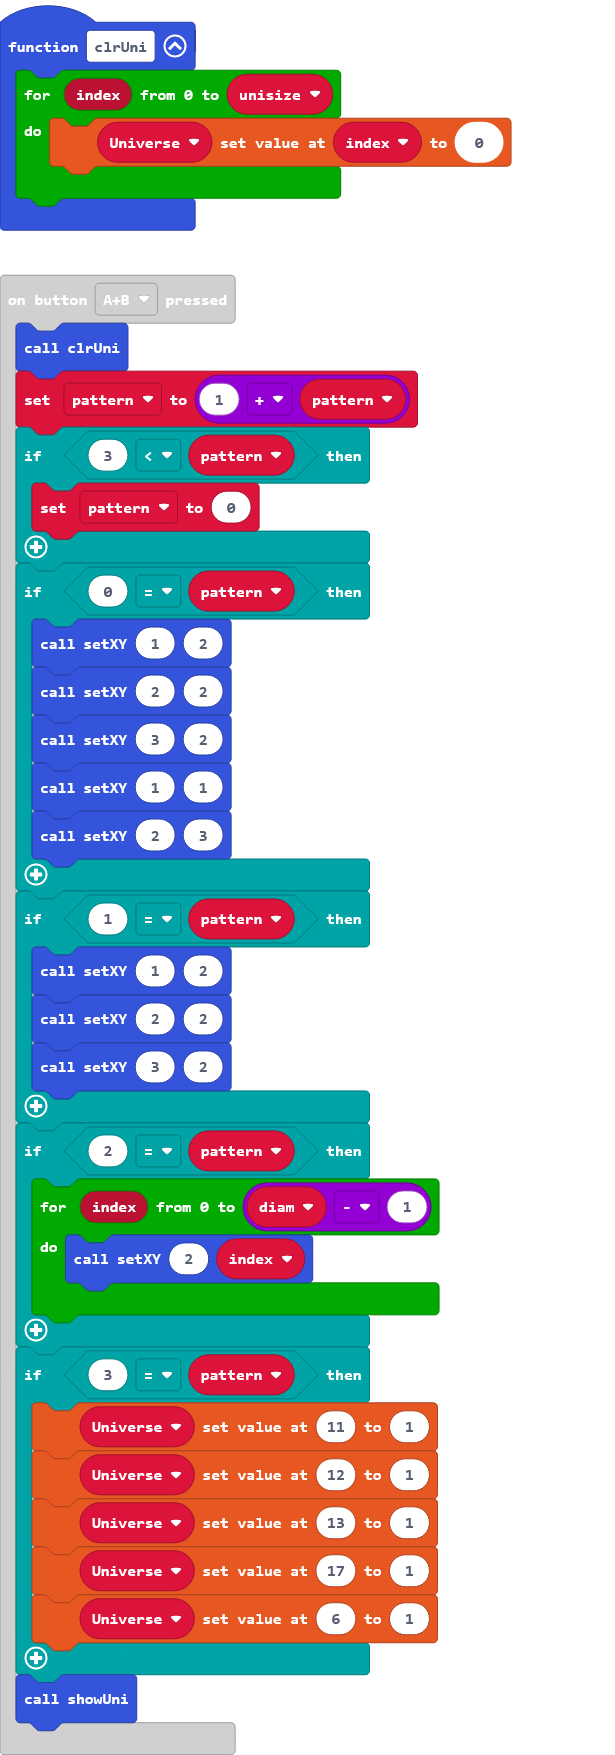 function clrUni
for index from 0 to unisize
do Universe set value at index to 0
on button A+B pressed
call clrUni
set pattern to 1 + pattern
if 3 < pattern then
set pattern to 0
if 0 = pattern then
call setXY 1 2
call setXY 2 2
call setXY 3 2
call setXY 1 1
call setXY 2 3
if 1 = pattern then
call setXY 1 2
call setXY 2 2
call setXY 3 2
if 2 = pattern then
for index from 0 to diam - 1
do call setXY 2 index
if 3 = pattern then
Universe set value at 11 to 1
Universe set value at 12 to 1
Universe set value at 13 to 1
Universe set value at 17 to 1
Universe set value at 6 to 1
call showUni